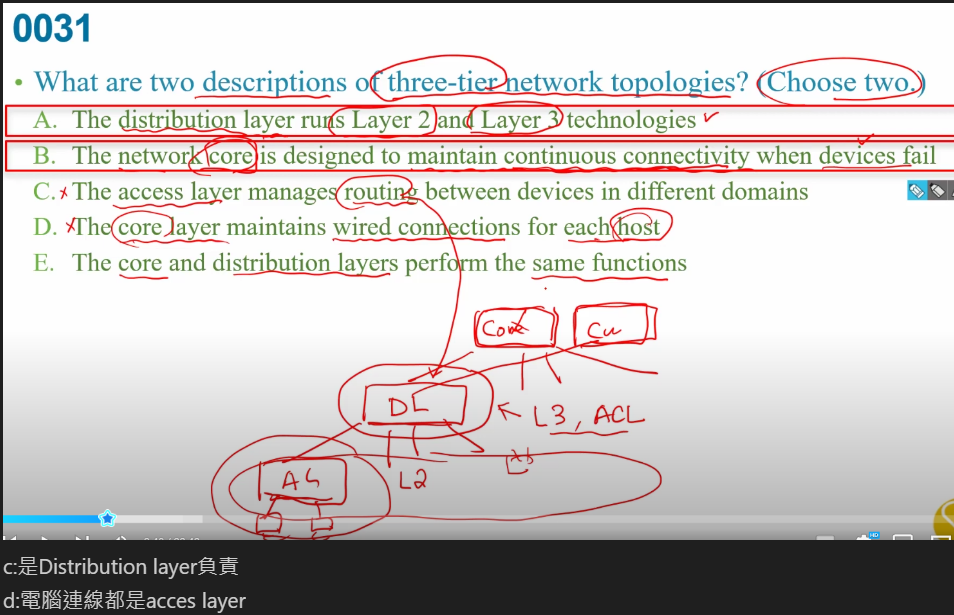 0031
• What are two descriptions of three-tier network topologies? (Choose two.)
A. The distribution layer runs Layer 2 and Layer 3 technologies
B. The network core is designed to maintain continuous connectivity when devices fail
C. The access layer manages routing between devices in different domains
D. The core layer maintains wired connections for each host
E. The core and distribution layers perform the same functions
Core
DL
L3, ACL
AS
L2
HD
c:是Distribution layer負責
d:電腦連線都是acces layer